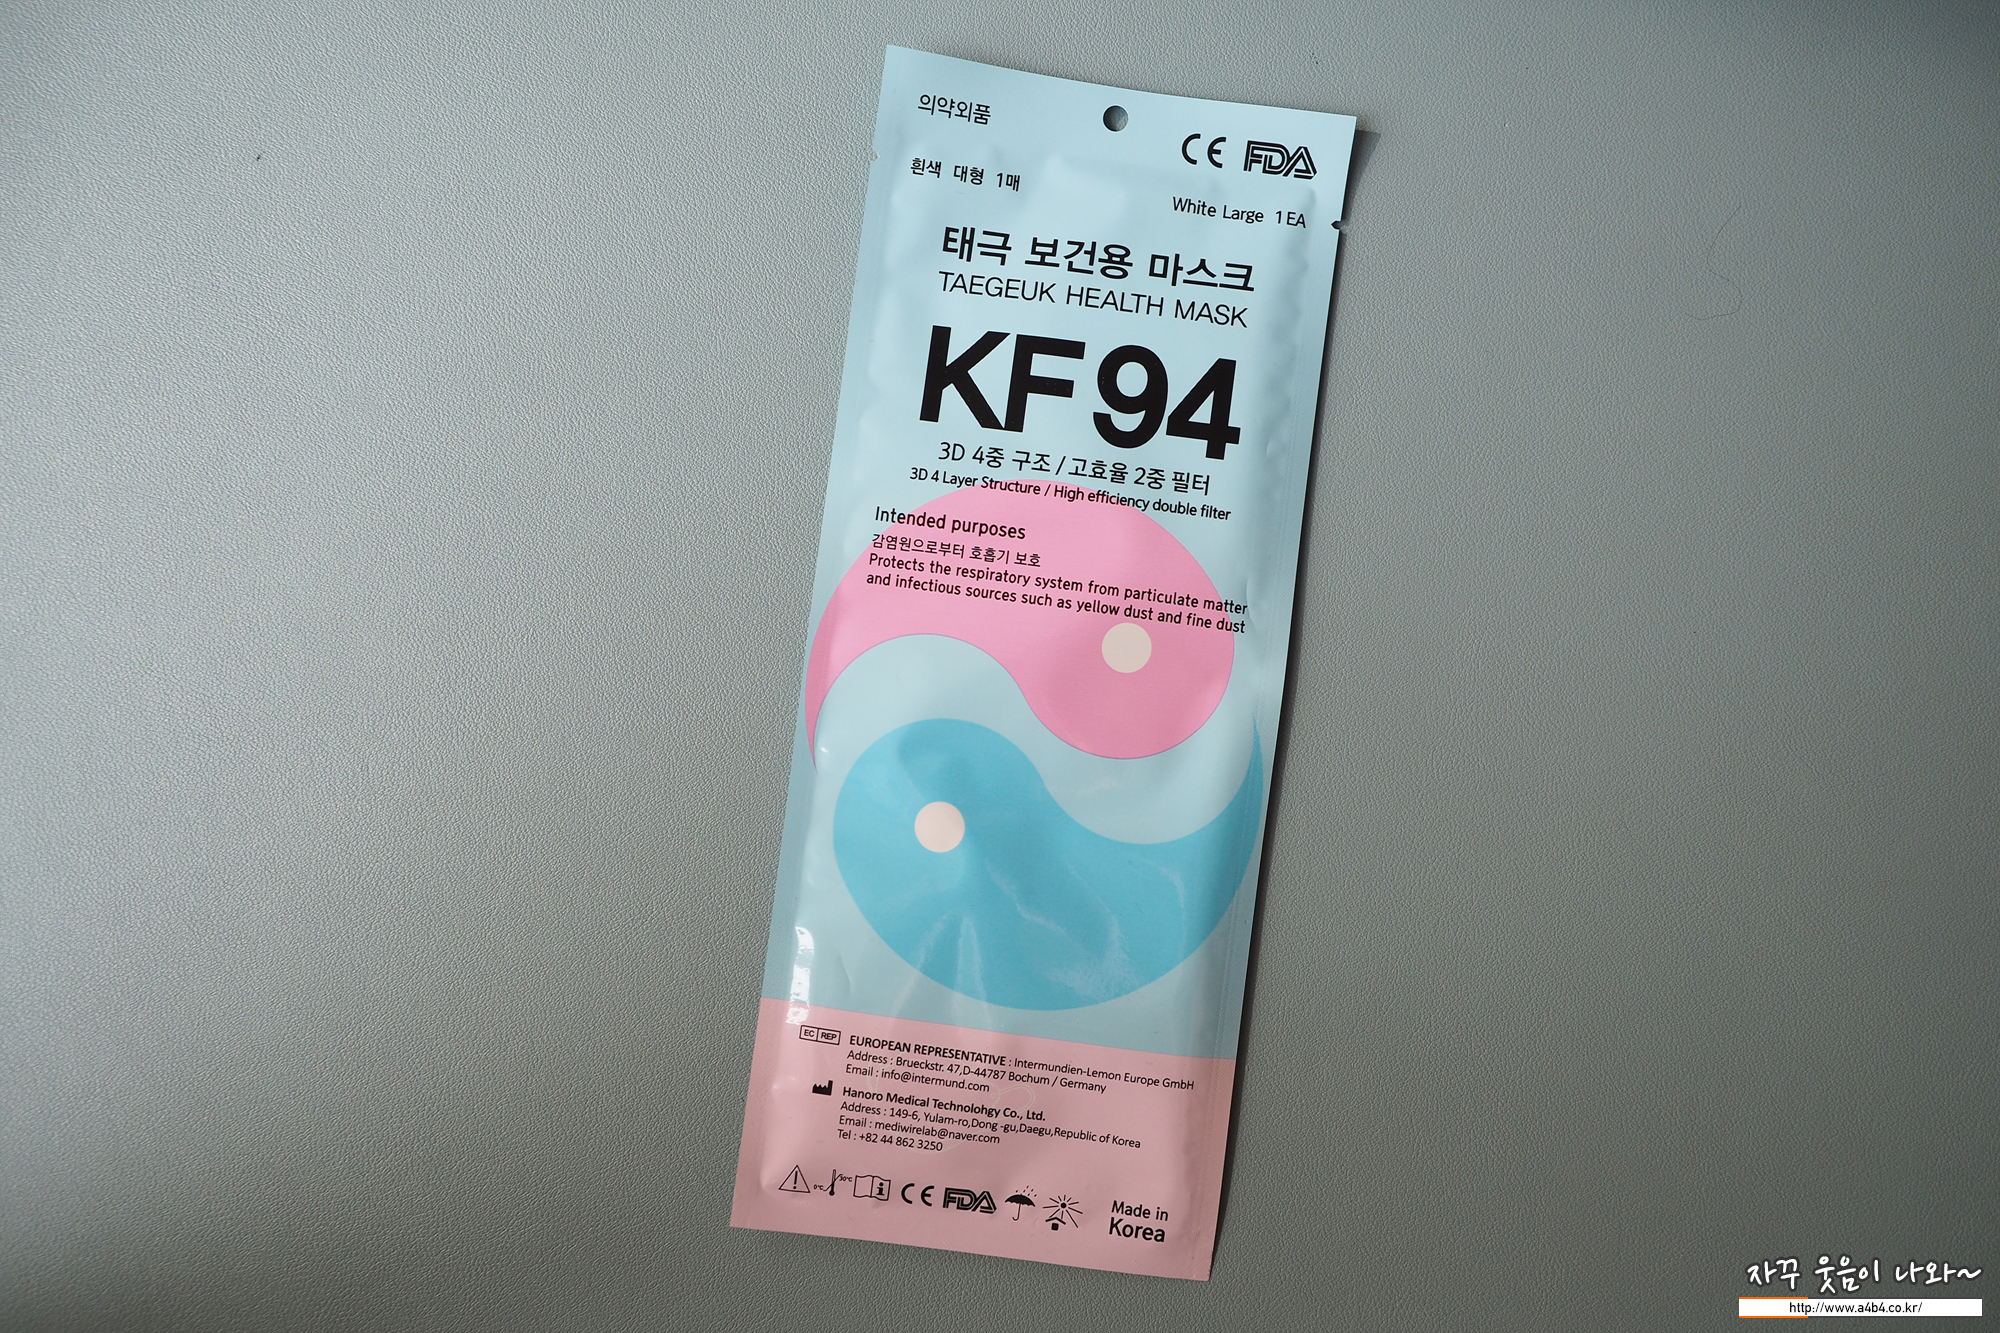 의약외품
CE FDA
흰색 대형 1매
White Large 1EA
태극 보건용 마스크
TAEGEUK HEALTH MASK
KF94
3D 4중 구조 / 고효율 2중 필터
3D 4 Layer Structure / High efficiency double filter
Intended purposes
감염원으로부터 호흡기 보호
Protects the respiratory system from particulate matter
and infectious sources such as yellow dust and fine dust
EC REP
EUROPEAN REPRESENTATIVE : Intermundien-Lemon Europe GmbH
Address : Brueckstr. 47,D-44787 Bochum / Germany
Email : info@intermund.com
Hanoro Medical Technolohgy Co., Ltd.
Address : 149-6, Yulam-ro,Dong -gu,Daegu,Republic of Korea
Email : mediwirelab@naver.com
Tel : +82 44 862 3250
0°C 30°C
CE FDA
Made in
Korea
자꾸 웃음이 나와~
http://www.a4b4.co.kr/